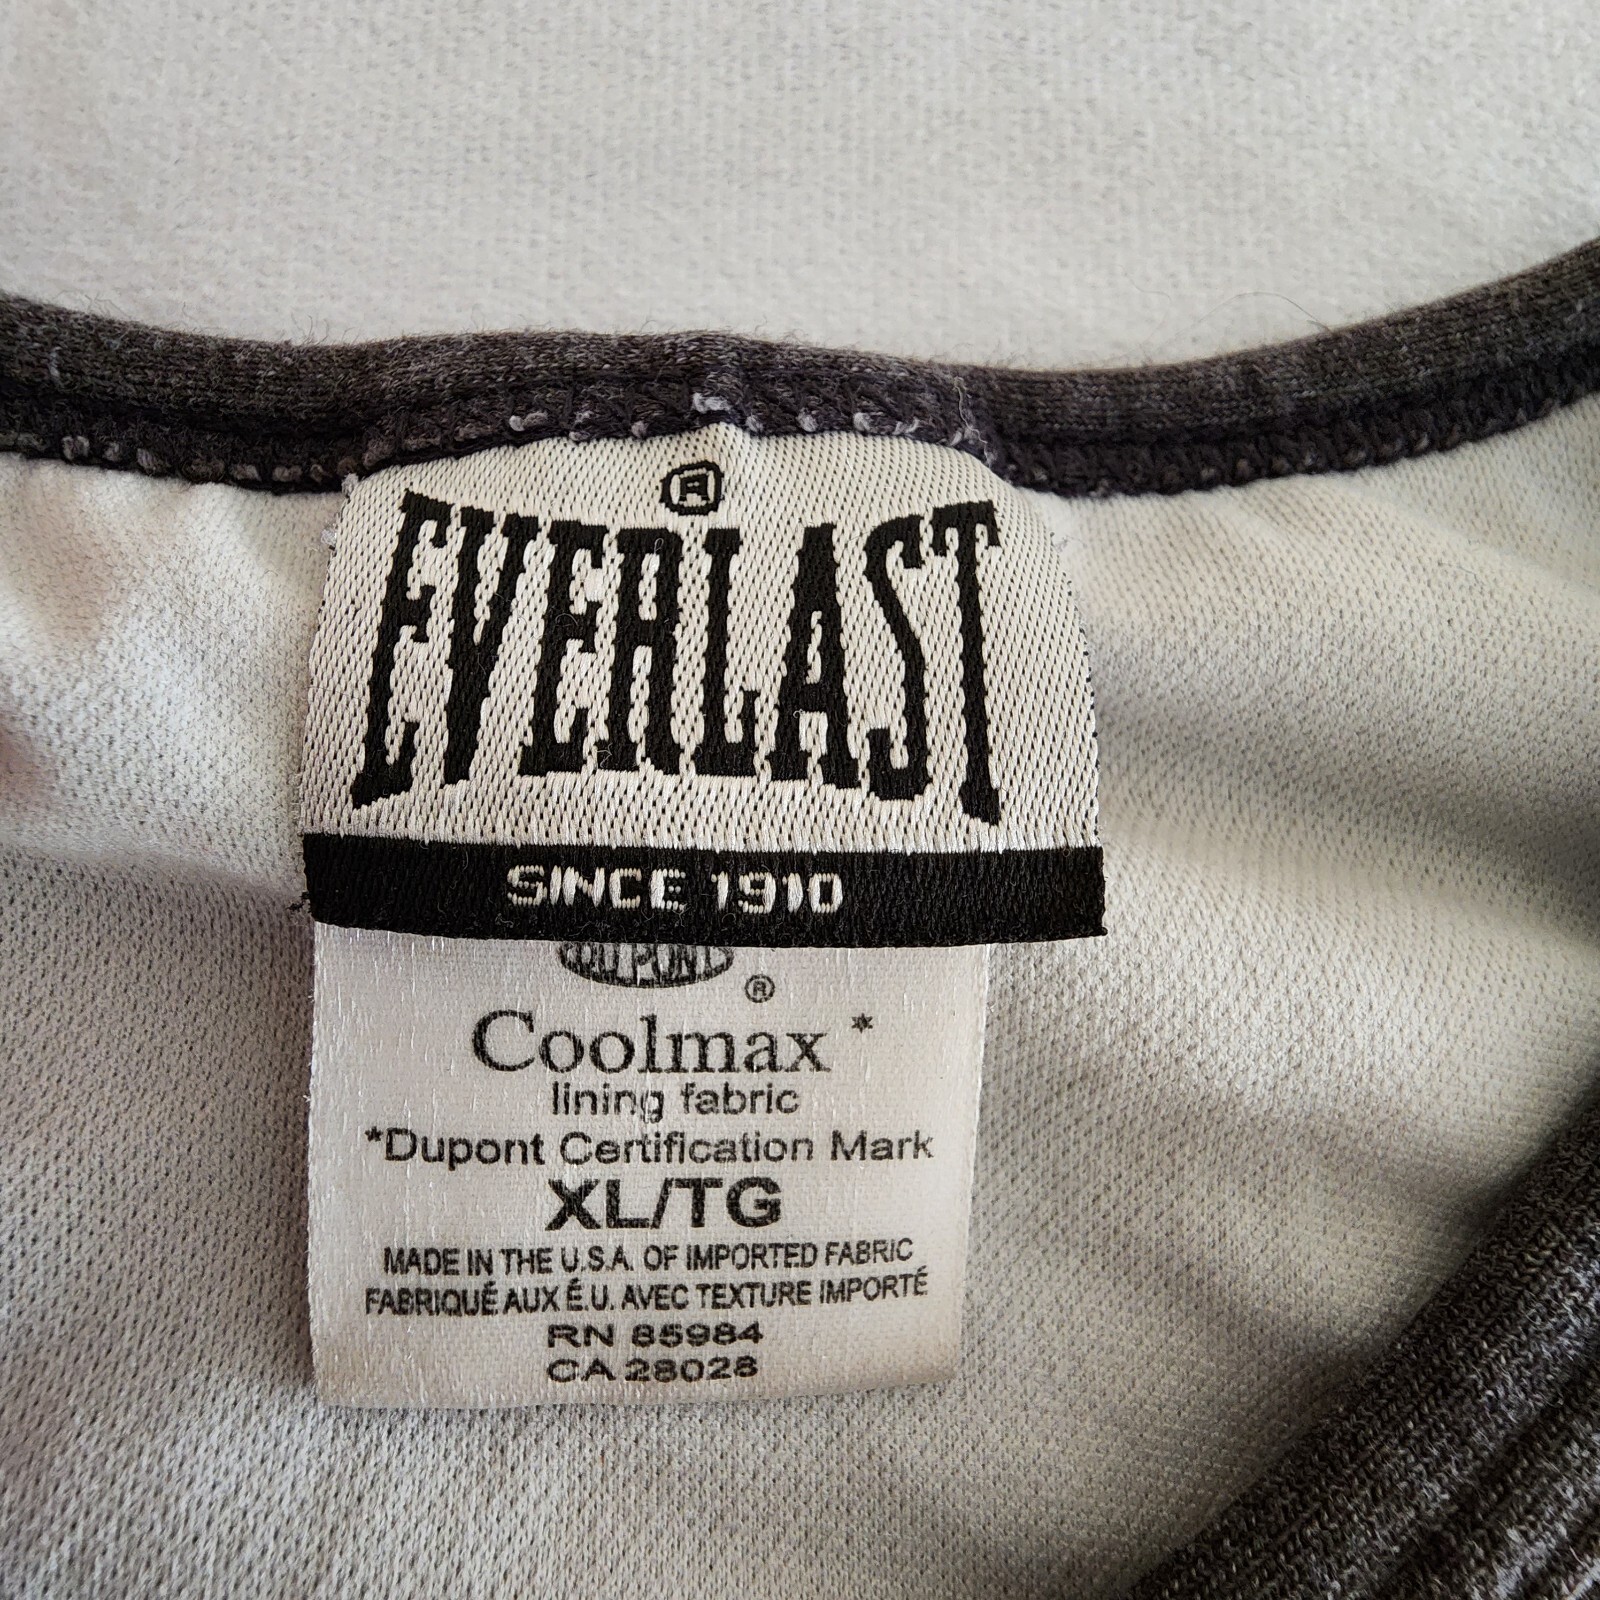 ®
EVERLAST
SINCE 1910
DUPONT ®
Coolmax *
lining fabric
*Dupont Certification Mark
XL/TG
MADE IN THE U.S.A. OF IMPORTED FABRIC
FABRIQUÉ AUX É.U. AVEC TEXTURE IMPORTÉ
RN 85984
CA 28028